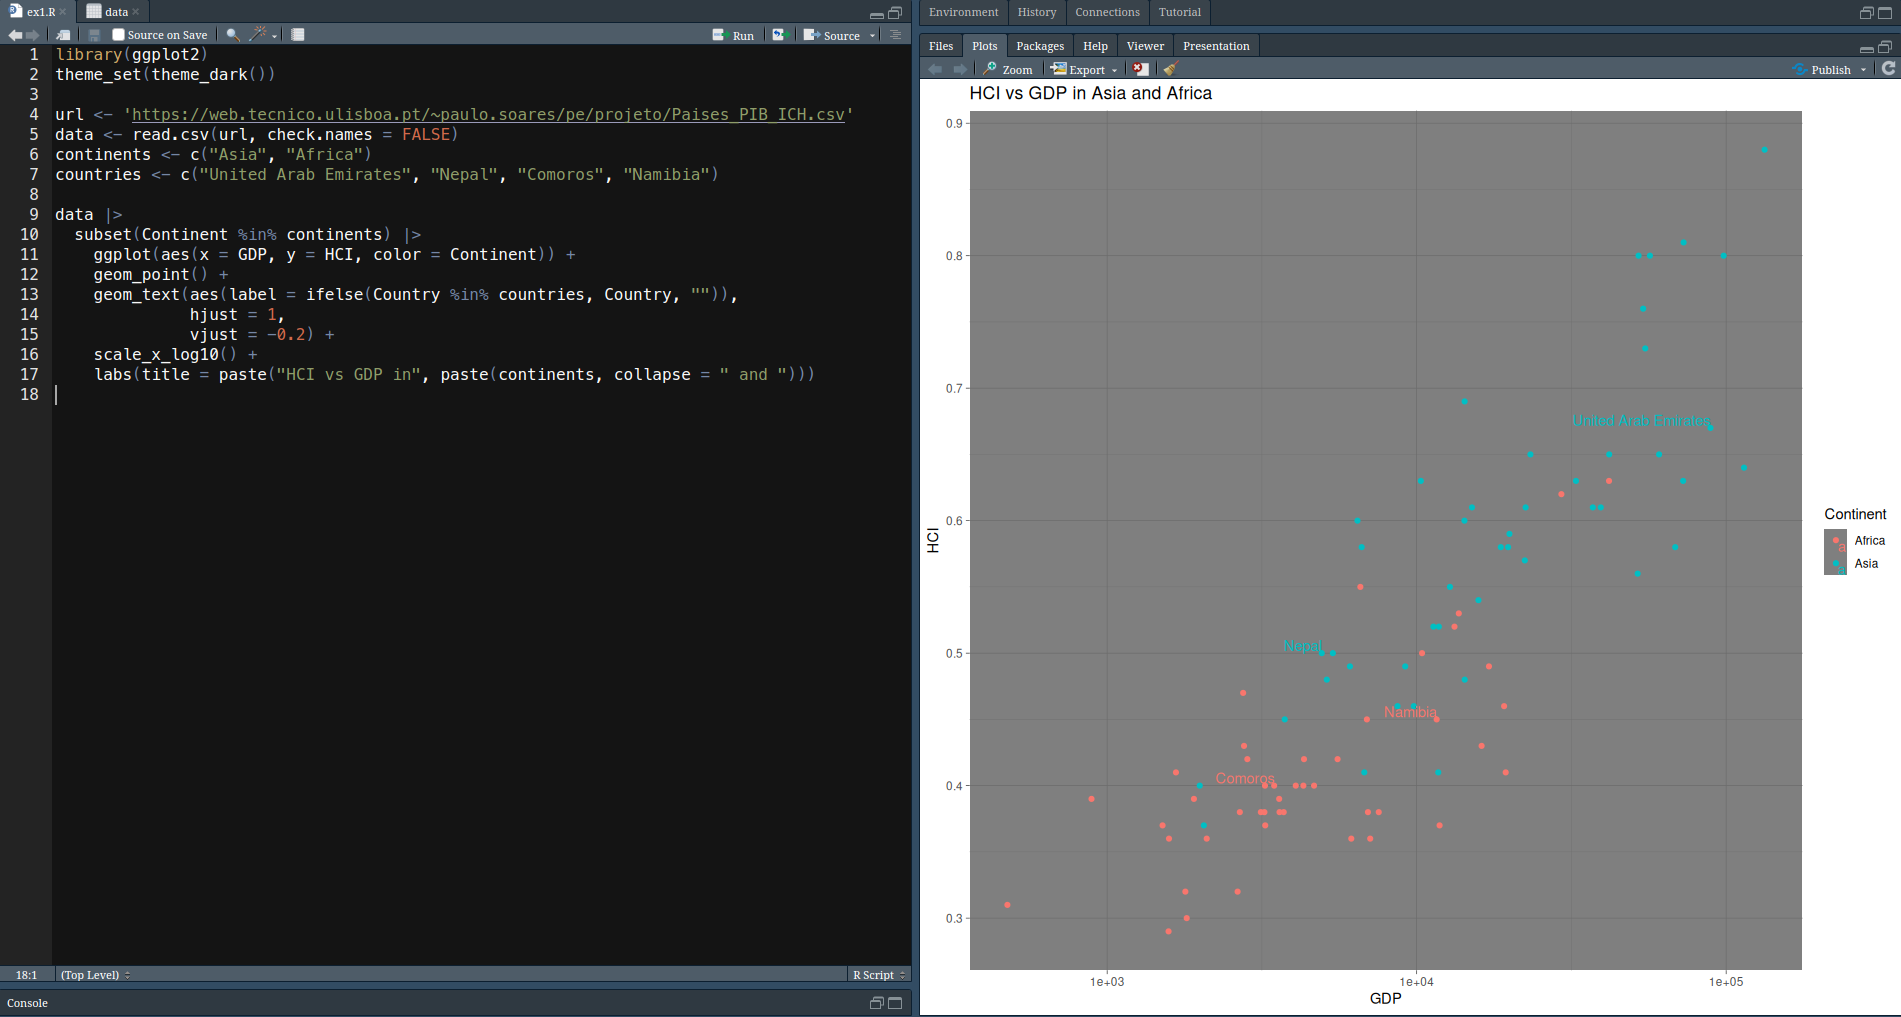 ex1.R
data
Source on Save
Run
Source
1 library(ggplot2)
2 theme_set(theme_dark())
3
4 url <- 'https://web.tecnico.ulisboa.pt/~paulo.soares/pe/projeto/Paises_PIB_ICH.csv'
5 data <- read.csv(url, check.names = FALSE)
6 continents <- c("Asia", "Africa")
7 countries <- c("United Arab Emirates", "Nepal", "Comoros", "Namibia")
8
9 data |>
10 subset(Continent %in% continents) |>
11 ggplot(aes(x = GDP, y = HCI, color = Continent)) +
12 geom_point() +
13 geom_text(aes(label = ifelse(Country %in% countries, Country, "")),
14 hjust = 1,
15 vjust = -0.2) +
16 scale_x_log10() +
17 labs(title = paste("HCI vs GDP in", paste(continents, collapse = " and ")))
18
18:1 (Top Level) R Script
Console
Environment History Connections Tutorial
Files Plots Packages Help Viewer Presentation
Zoom Export Publish
HCI vs GDP in Asia and Africa
0.9
0.8
0.7
0.6
0.5
0.4
0.3
HCI
United Arab Emirates
Nepal
Namibia
Comoros
1e+03 1e+04 1e+05
GDP
Continent
a Africa
a Asia